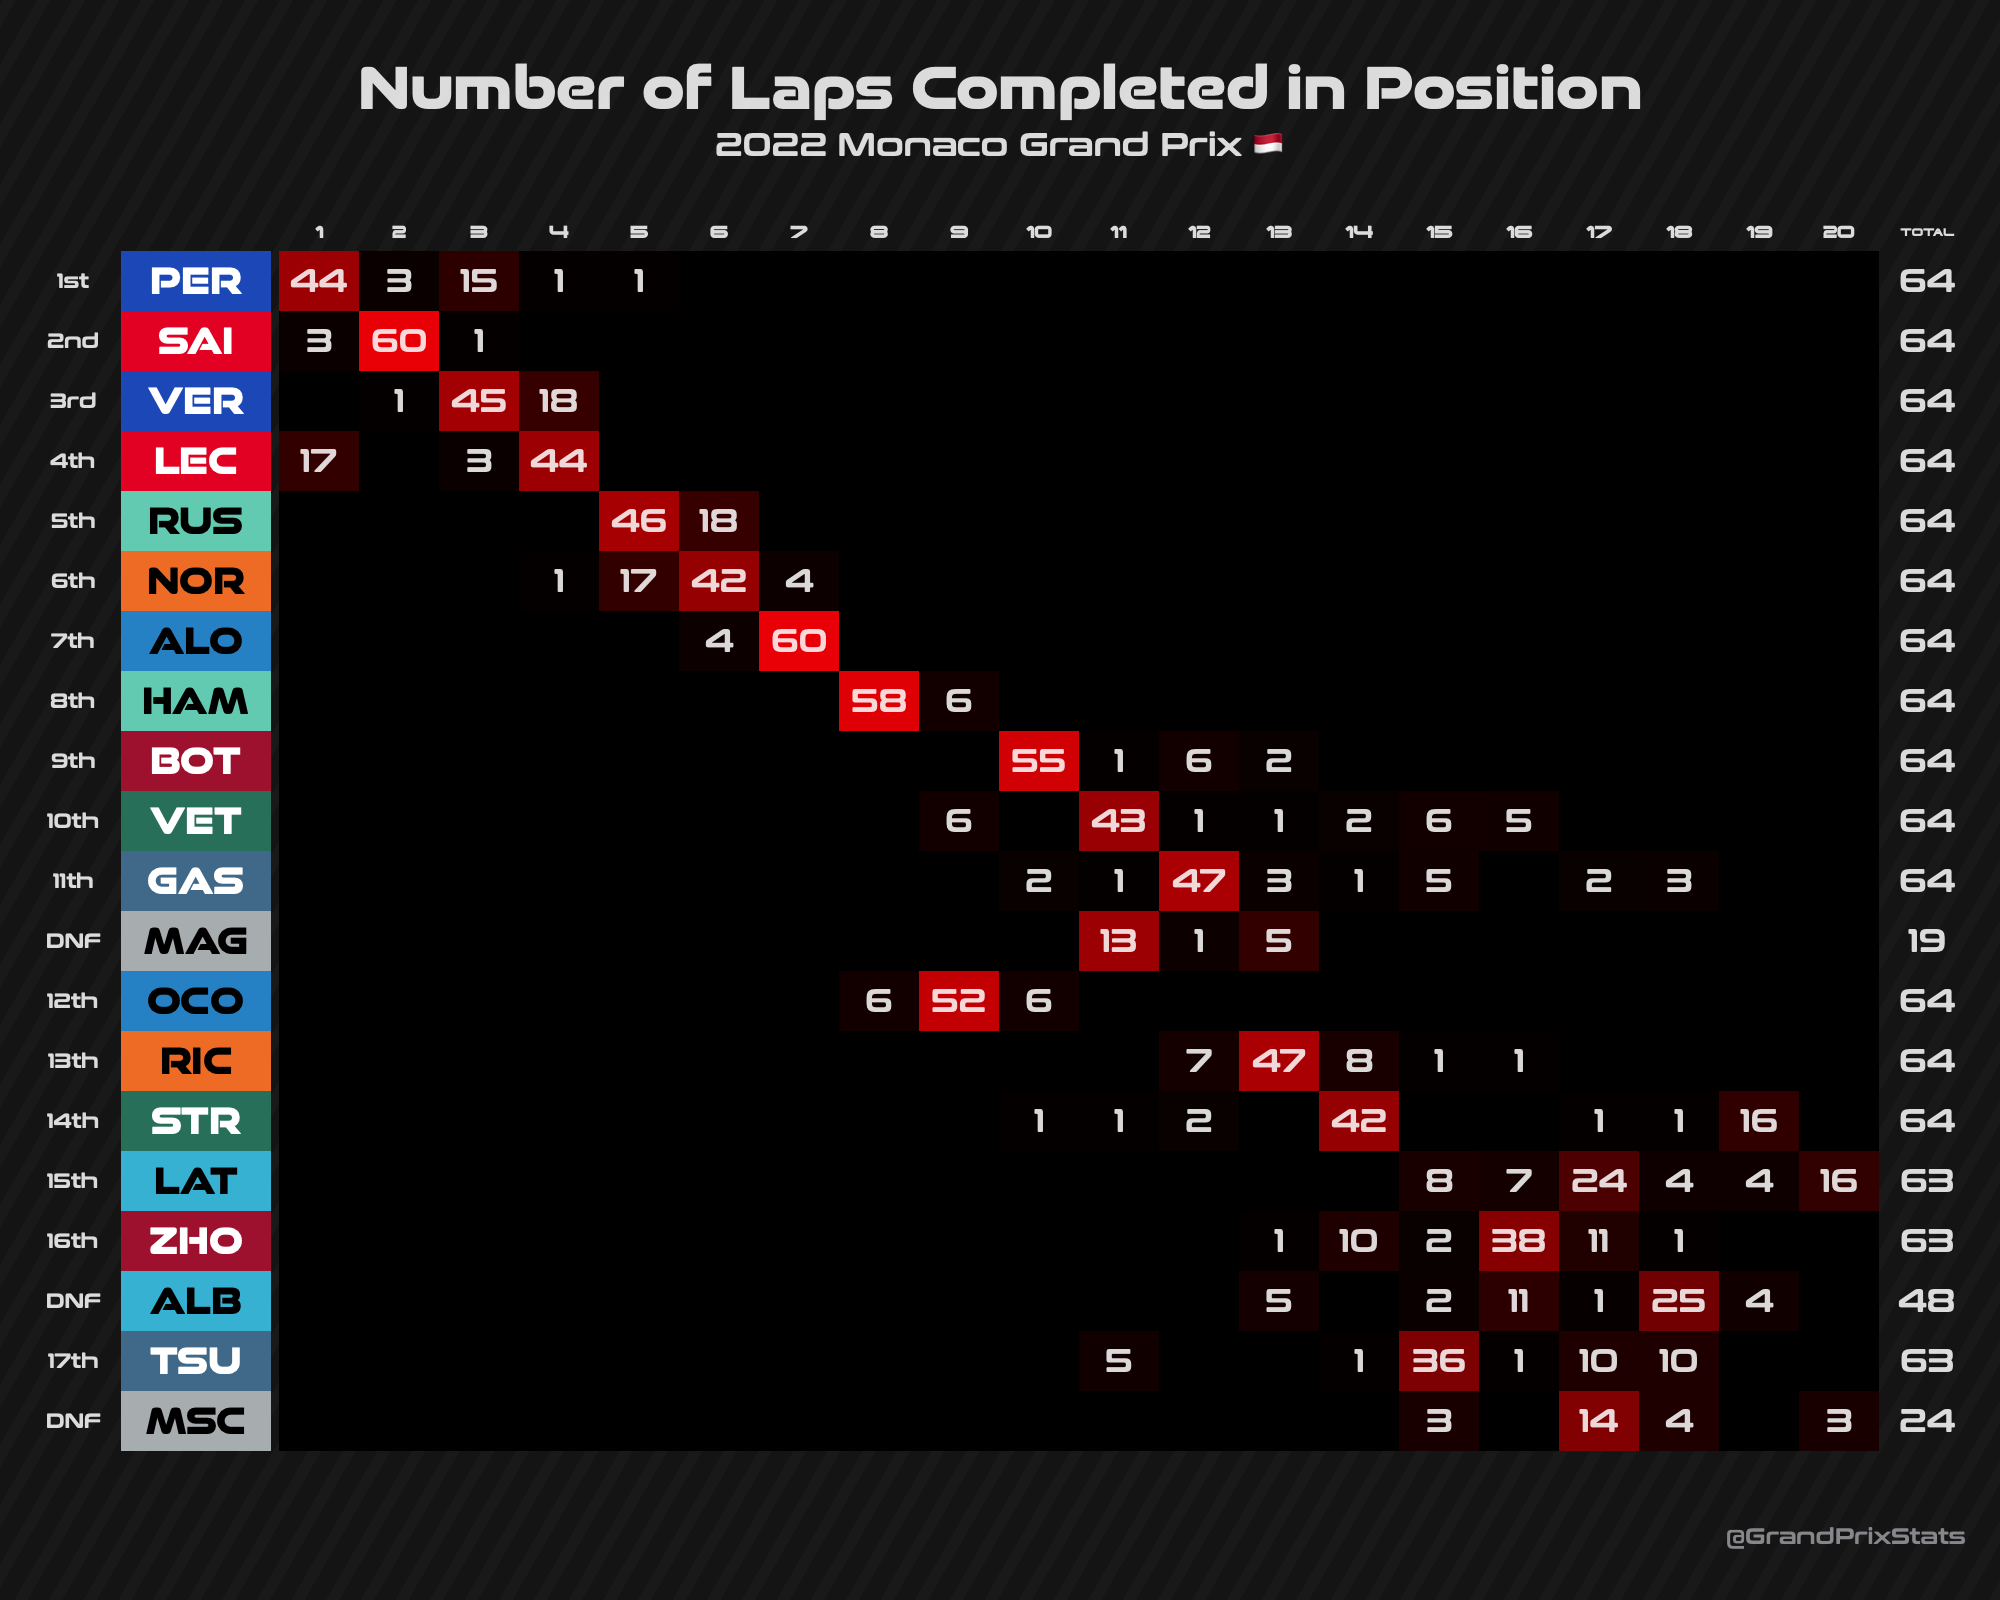 Number of Laps Completed in Position
2022 Monaco Grand Prix
1 2 3 4 5 6 7 8 9 10 11 12 13 14 15 16 17 18 19 20 TOTAL
1st PER 44 3 15 1 1 64
2nd SAI 3 60 1 64
3rd VER 1 45 18 64
4th LEC 17 3 44 64
5th RUS 46 18 64
6th NOR 1 17 42 4 64
7th ALO 4 60 64
8th HAM 58 6 64
9th BOT 55 1 6 2 64
10th VET 6 43 1 1 2 6 5 64
11th GAS 2 1 47 3 1 5 2 3 64
DNF MAG 13 1 5 19
12th OCO 6 52 6 64
13th RIC 7 47 8 1 1 64
14th STR 1 1 2 42 1 1 16 64
15th LAT 8 7 24 4 4 16 63
16th ZHO 1 10 2 38 11 1 63
DNF ALB 5 2 11 1 25 4 48
17th TSU 5 1 36 1 10 10 63
DNF MSC 3 14 4 3 24
@GrandPrixStats